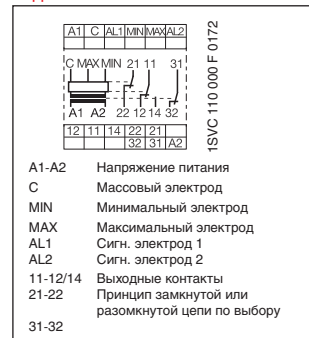 A1 C AL1 MIN MAX AL2
C MAX MIN 21 11 31
A1 A2 22 12 14 32
12 11 14 22 21
32 31 A2
1SVC 110 000 F 0172
A1-A2 Напряжение питания
C Массовый электрод
MIN Минимальный электрод
MAX Максимальный электрод
AL1 Сигн. электрод 1
AL2 Сигн. электрод 2
11-12/14 Выходные контакты
21-22 Принцип замкнутой или
разомкнутой цепи по выбору
31-32